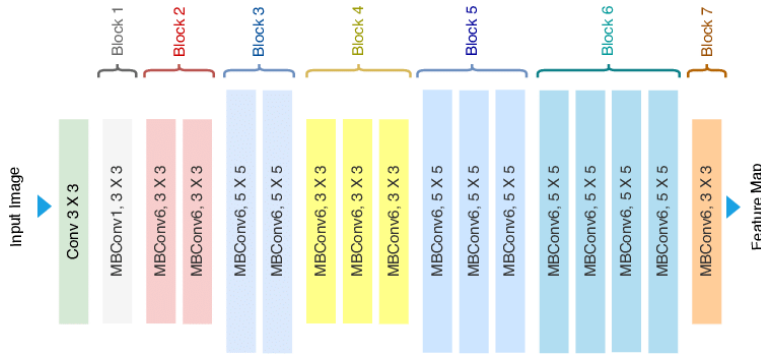 Block 1
Block 2
Block 3
Block 4
Block 5
Block 6
Block 7
Input Image
Conv 3 X 3
MBConv1, 3 X 3
MBConv6, 3 X 3
MBConv6, 3 X 3
MBConv6, 5 X 5
MBConv6, 5 X 5
MBConv6, 3 X 3
MBConv6, 3 X 3
MBConv6, 3 X 3
MBConv6, 5 X 5
MBConv6, 5 X 5
MBConv6, 5 X 5
MBConv6, 5 X 5
MBConv6, 5 X 5
MBConv6, 5 X 5
MBConv6, 5 X 5
MBConv6, 3 X 3
Feature Map